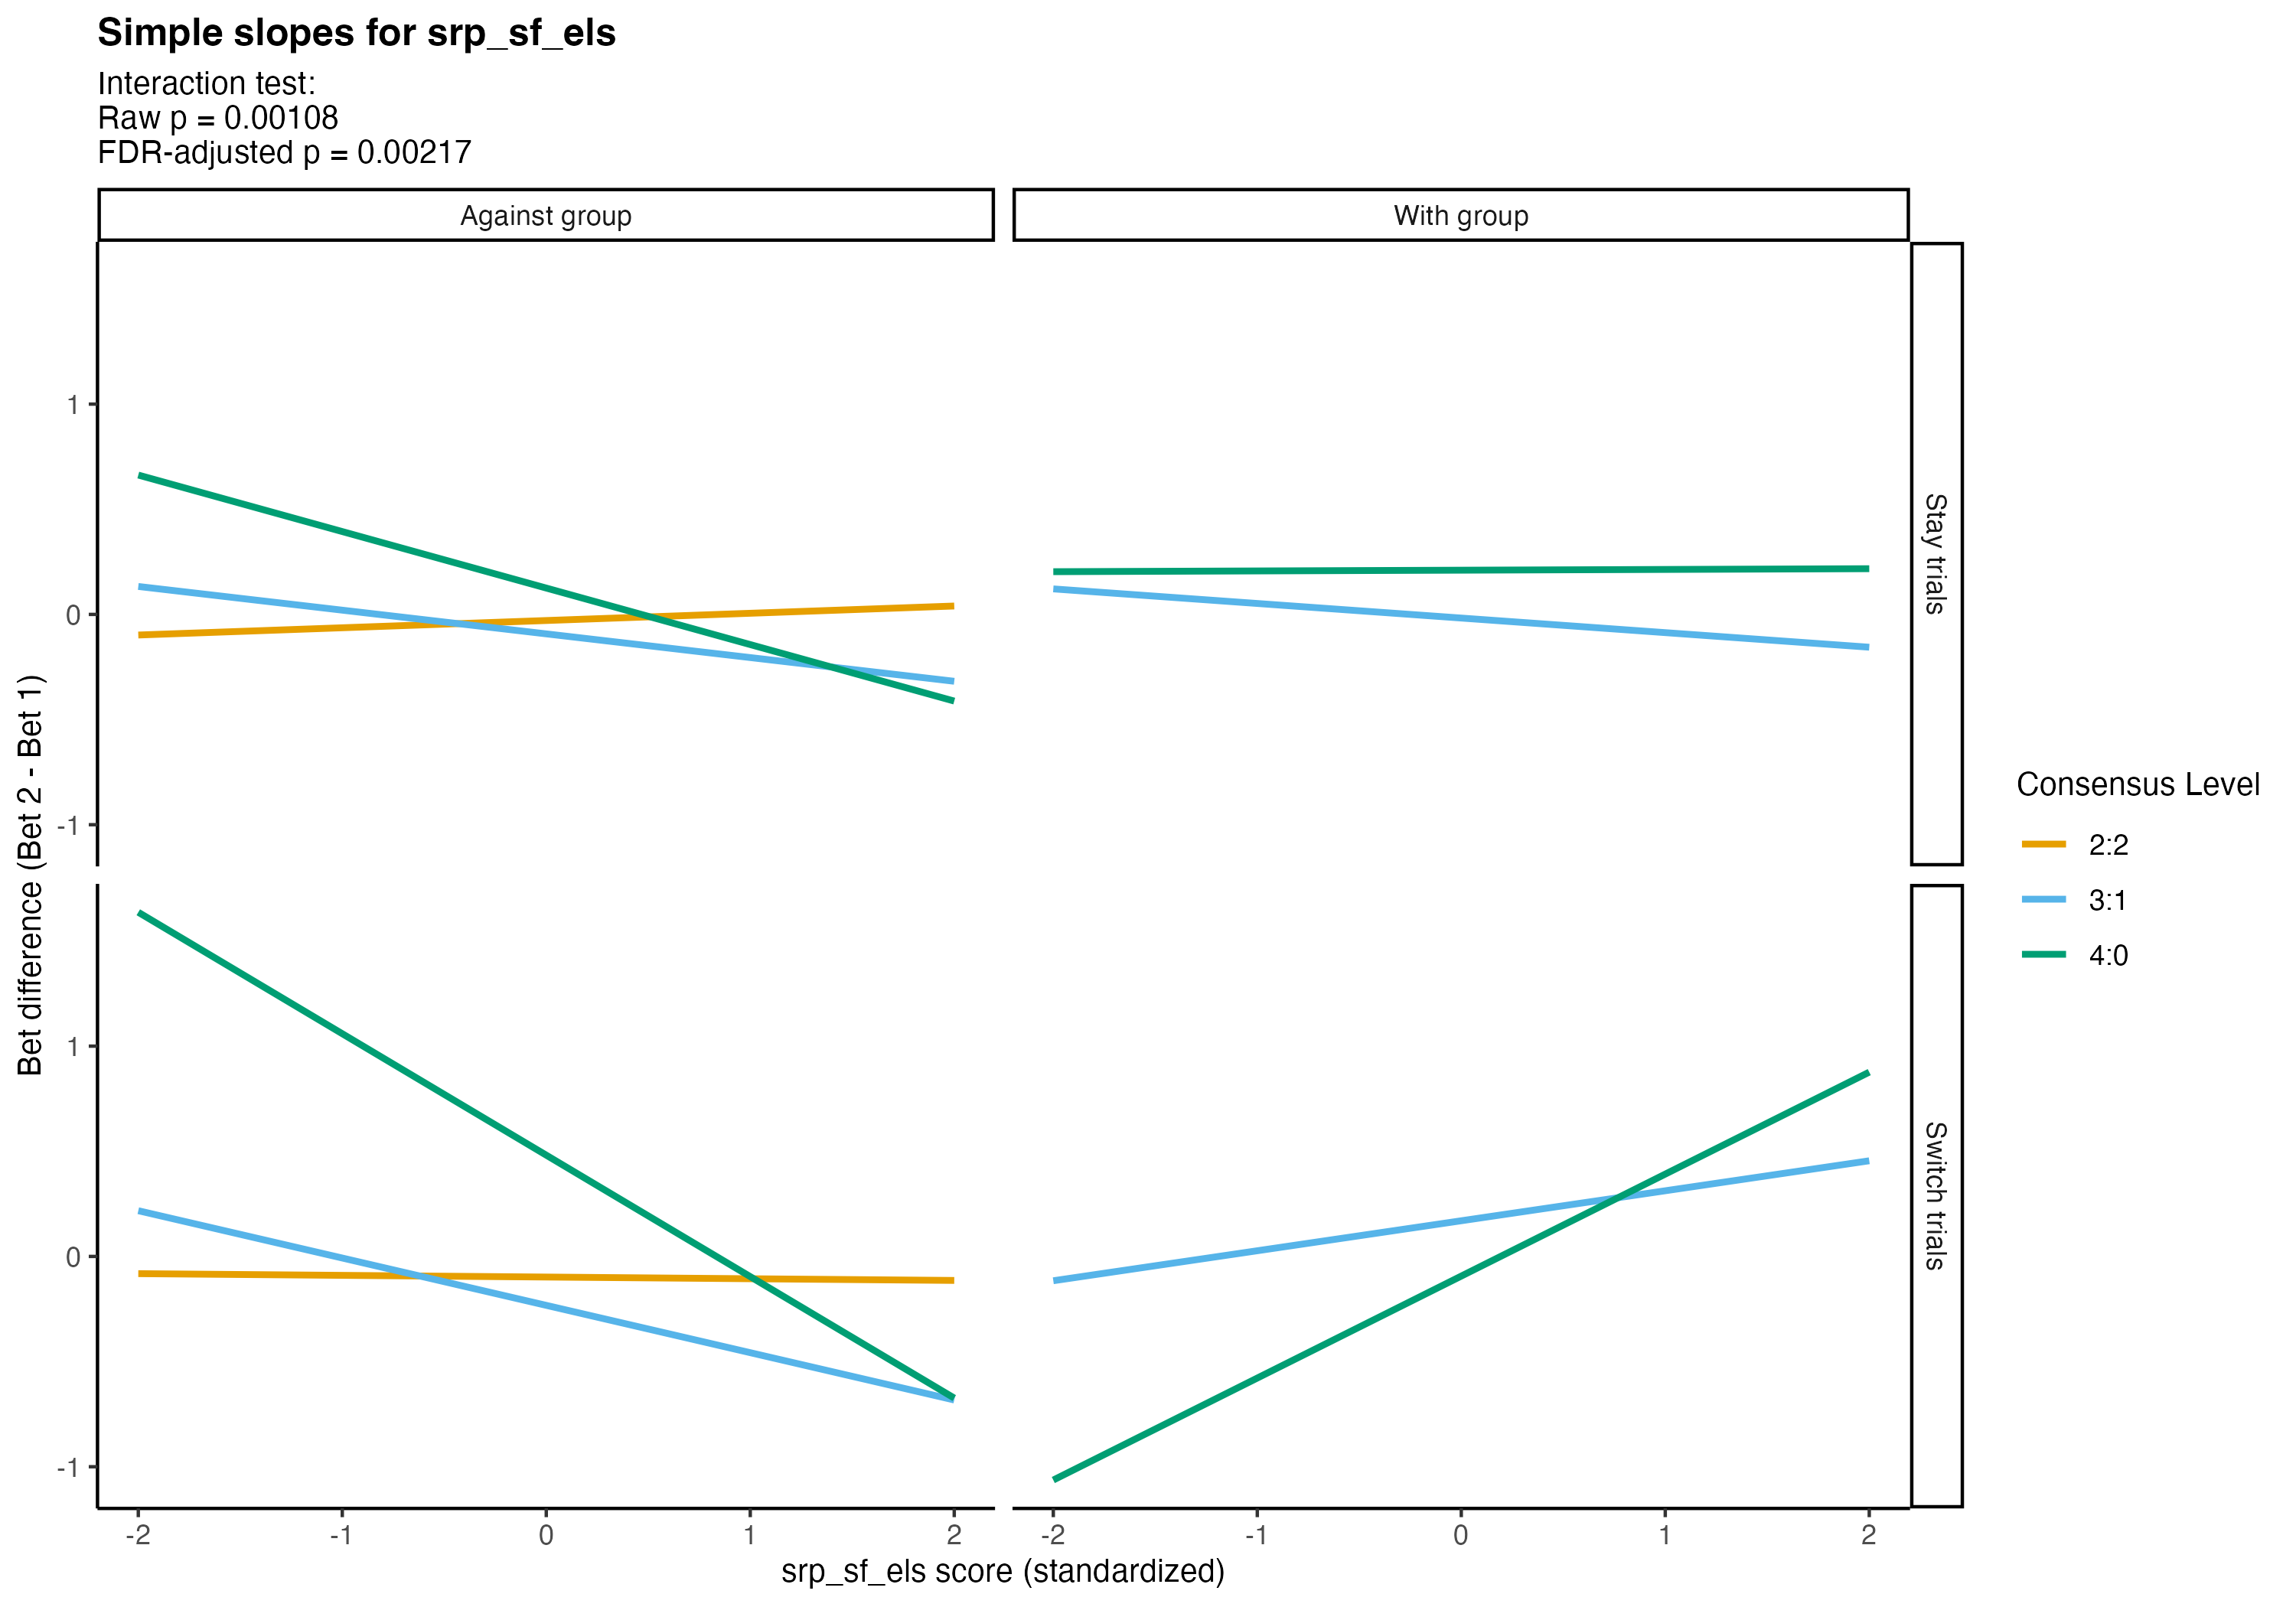 Simple slopes for srp_sf_els
Interaction test:
Raw p = 0.00108
FDR-adjusted p = 0.00217
Against group
With group
Stay trials
Switch trials
Bet difference (Bet 2 - Bet 1)
1
0
-1
1
0
-1
-2
-1
0
1
2
-2
-1
0
1
2
srp_sf_els score (standardized)
Consensus Level
2:2
3:1
4:0